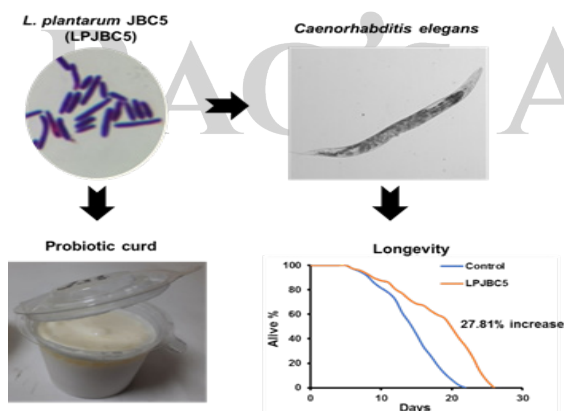 L. plantarum JBC5
(LPJBC5)
Caenorhabditis elegans
Probiotic curd
Longevity
Control
LPJBC5
27.81% increase
Alive %
100
80
60
40
20
0
0
10
20
30
Days